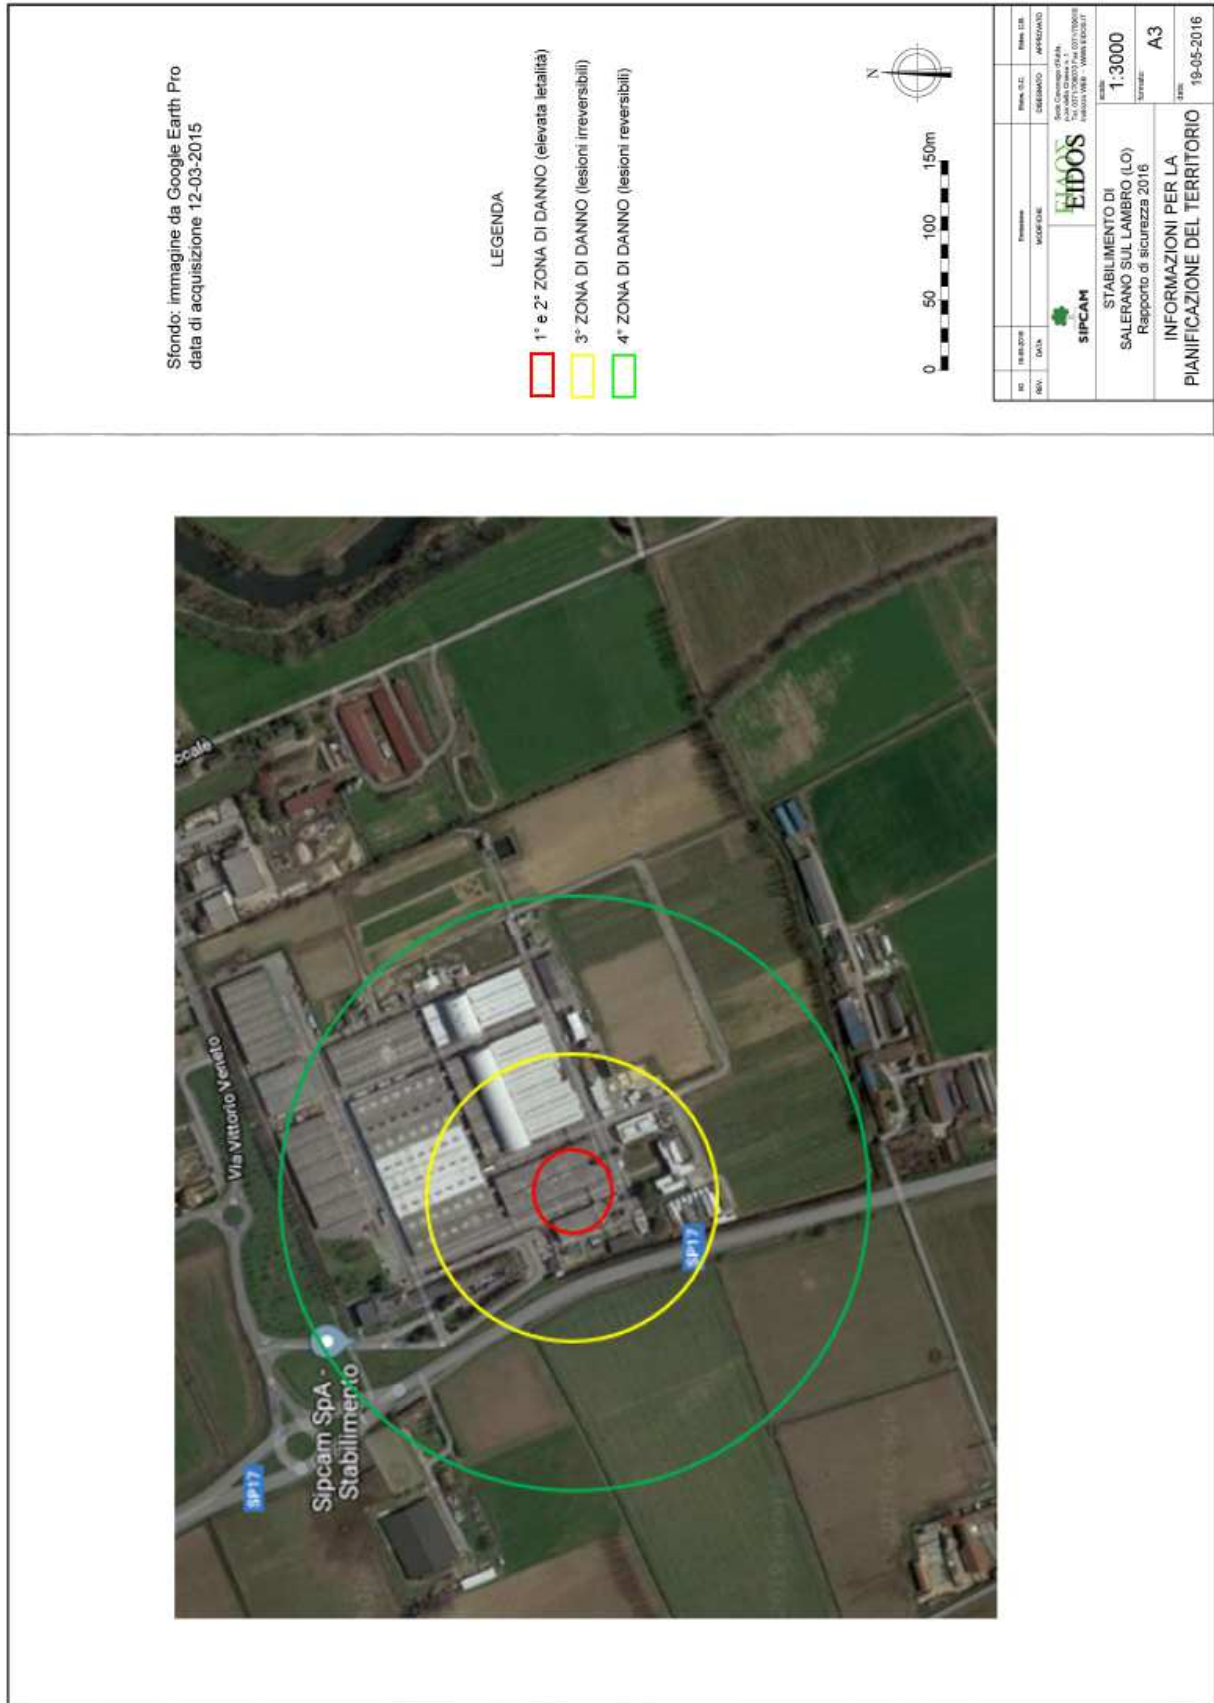 Sfondo: immagine da Google Earth Pro
data di acquisizione 12-03-2015
LEGENDA
1° e 2° ZONA DI DANNO (elevata letalità)
3° ZONA DI DANNO (lesioni irreversibili)
4° ZONA DI DANNO (lesioni reversibili)
N
0 50 100 150m
REV. DATA MODIFICHE DISEGNATO APPROVATO
SIPCAM
EIDOS
STABILIMENTO DI
SALERANO SUL LAMBRO (LO)
Rapporto di sicurezza 2016
INFORMAZIONI PER LA
PIANIFICAZIONE DEL TERRITORIO
scala:
1:3000
formato:
A3
data:
19-05-2016
Via Vittorio Veneto
SP17
Sipcam SpA -
Stabilimento
SP17